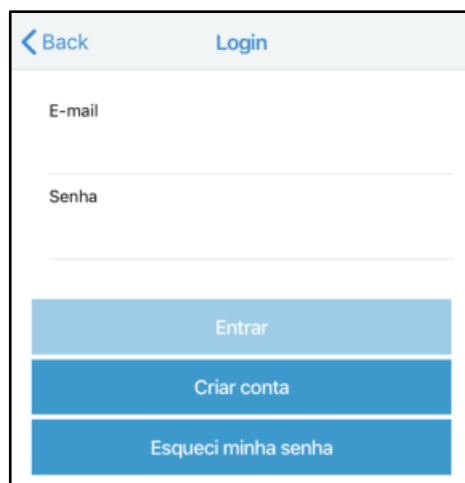 Back Login
E-mail
Senha
Entrar
Criar conta
Esqueci minha senha